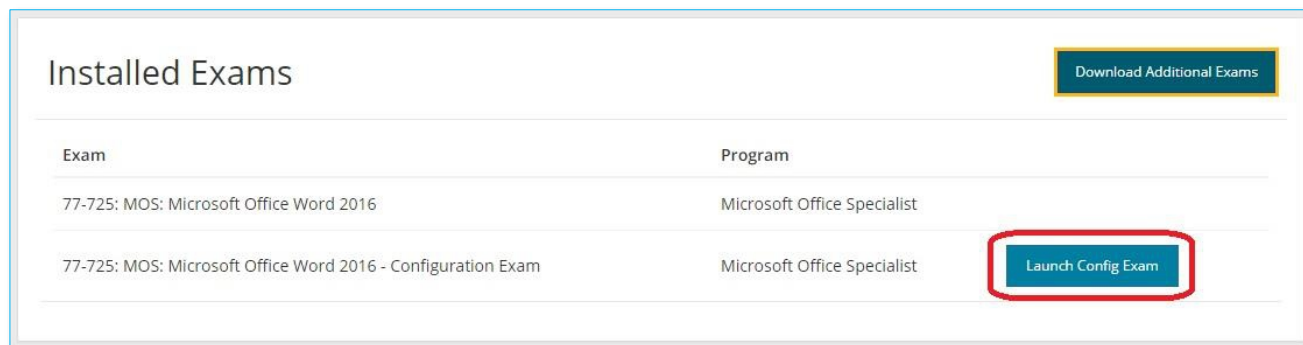 Installed Exams
Download Additional Exams
Exam Program
77-725: MOS: Microsoft Office Word 2016 Microsoft Office Specialist
77-725: MOS: Microsoft Office Word 2016 - Configuration Exam Microsoft Office Specialist Launch Config Exam